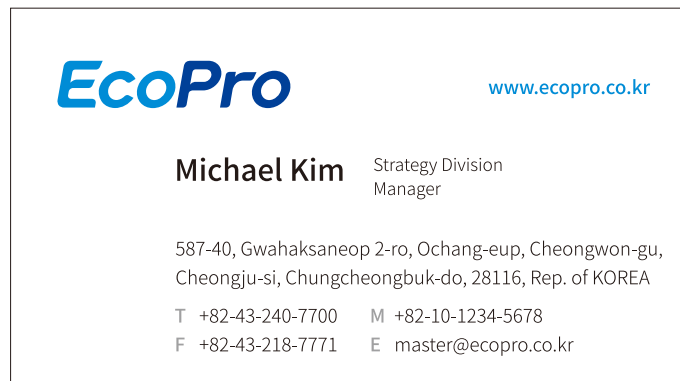 EcoPro
www.ecopro.co.kr
Michael Kim
Strategy Division
Manager
587-40, Gwahaksaneop 2-ro, Ochang-eup, Cheongwon-gu,
Cheongju-si, Chungcheongbuk-do, 28116, Rep. of KOREA
T +82-43-240-7700 M +82-10-1234-5678
F +82-43-218-7771 E master@ecopro.co.kr